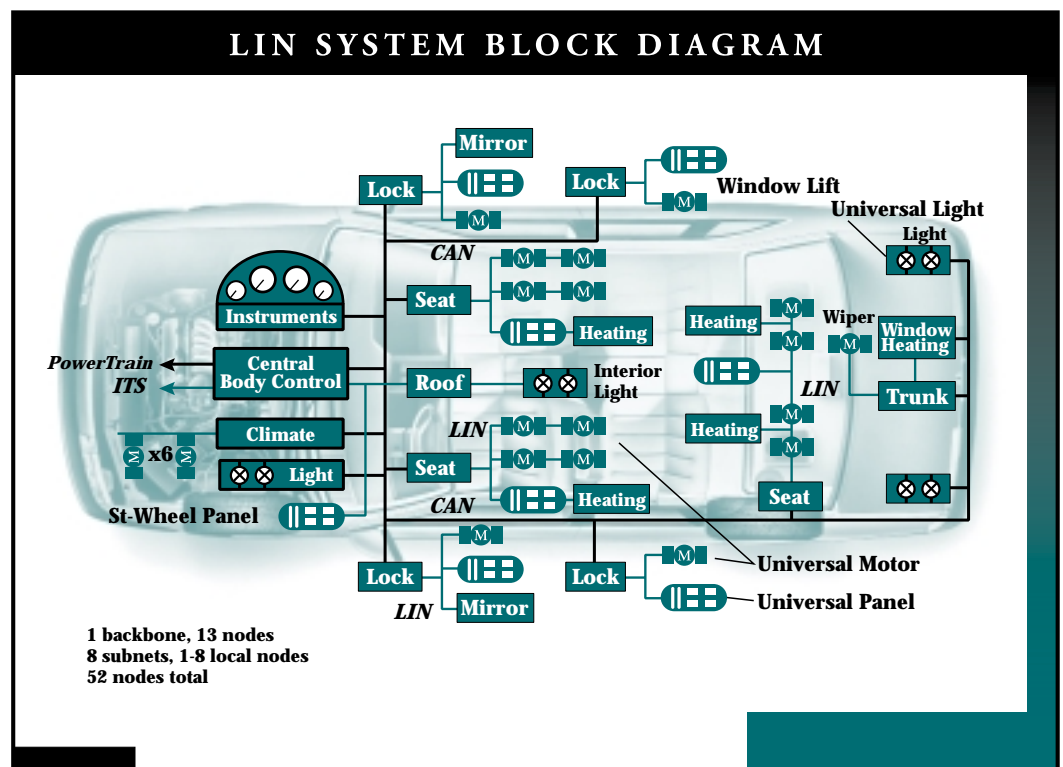 LIN SYSTEM BLOCK DIAGRAM
Mirror
Lock
M
Lock
M
Window Lift
Universal Light
Light
CAN
M M
Seat
M M
Heating
Instruments
Heating
M
M
Wiper
M
Window
Heating
PowerTrain
ITS
Central
Body Control
Roof
Interior
Light
LIN
Trunk
Climate
M x6 M
Light
LIN
M M
Seat
M M
CAN
Heating
Heating
M
M
Seat
St-Wheel Panel
M
Lock
LIN
Mirror
Lock
M
Universal Motor
Universal Panel
1 backbone, 13 nodes
8 subnets, 1-8 local nodes
52 nodes total